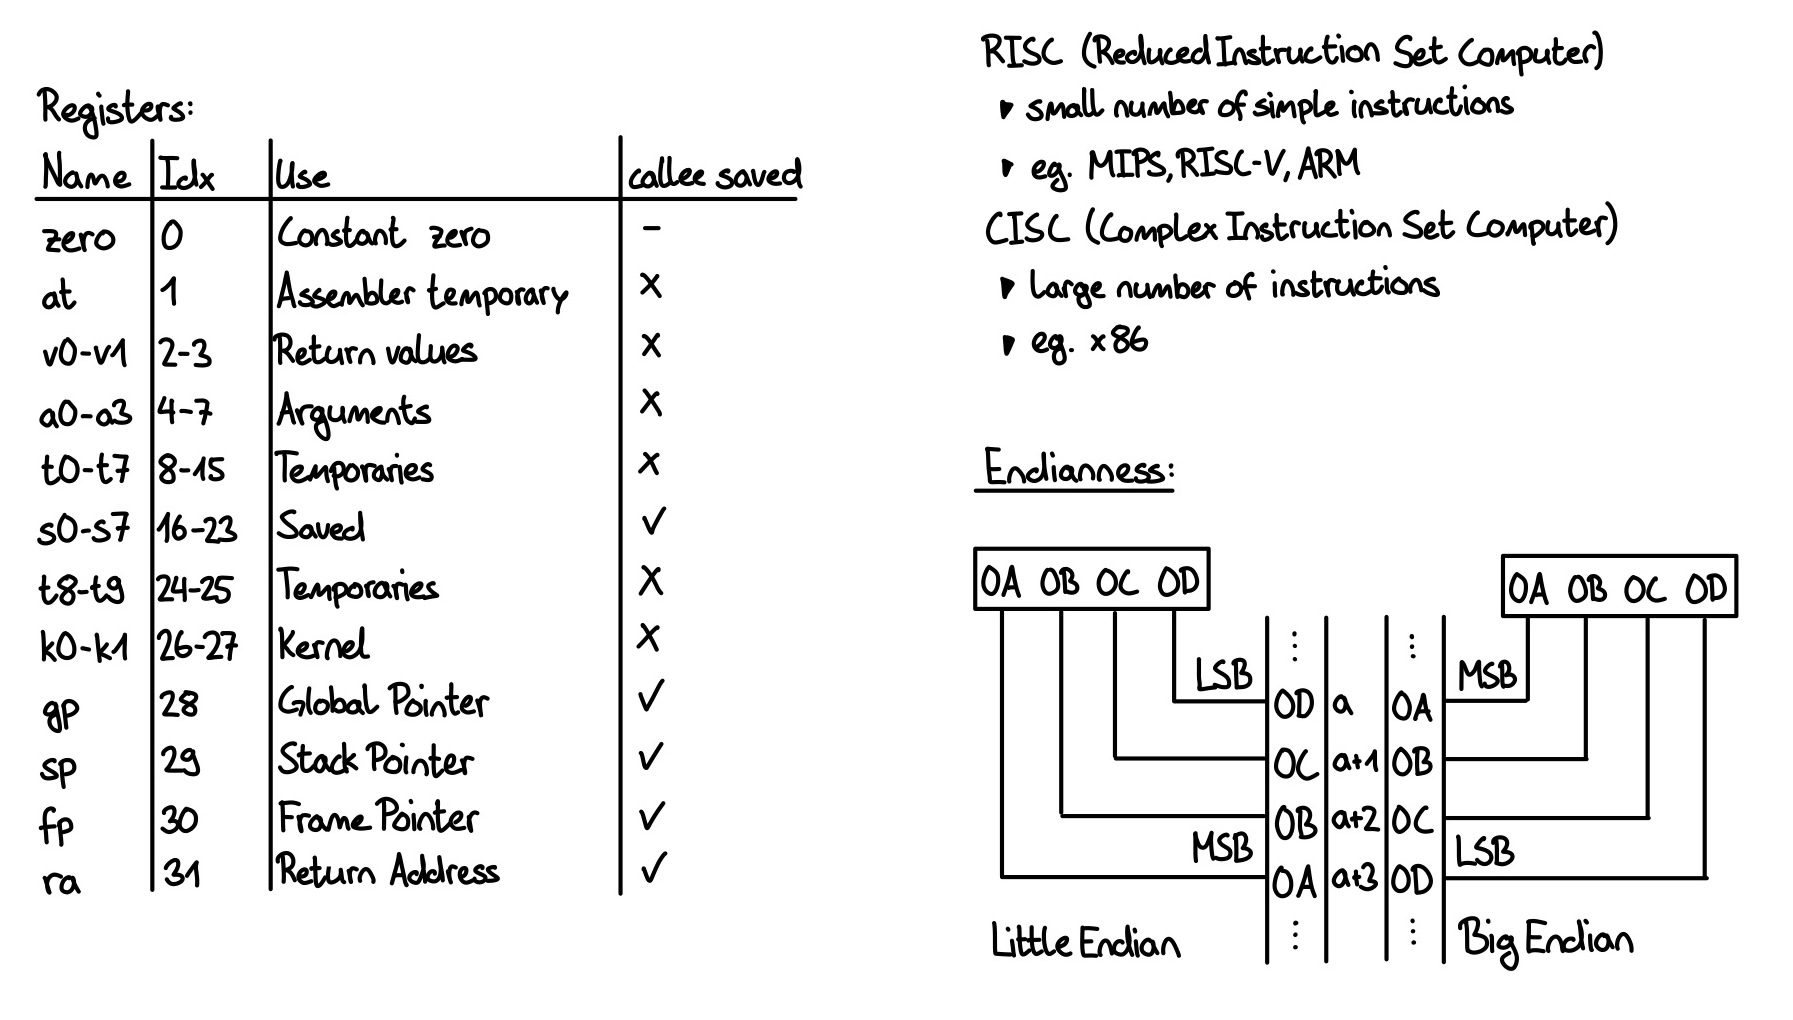 Registers:
Name Idx Use callee saved
zero 0 Constant zero -
at 1 Assembler temporary X
v0-v1 2-3 Return values X
a0-a3 4-7 Arguments X
t0-t7 8-15 Temporaries X
s0-s7 16-23 Saved ✓
t8-t9 24-25 Temporaries X
k0-k1 26-27 Kernel X
gp 28 Global Pointer ✓
sp 29 Stack Pointer ✓
fp 30 Frame Pointer ✓
ra 31 Return Address ✓
RISC (Reduced Instruction Set Computer)
▸ small number of simple instructions
▸ eg. MIPS, RISC-V, ARM
CISC (Complex Instruction Set Computer)
▸ large number of instructions
▸ eg. x86
Endianness:
0A 0B 0C 0D
0A 0B 0C 0D
⋮ ⋮
LSB MSB
0D a 0A
0C a+1 0B
0B a+2 0C
MSB LSB
0A a+3 0D
⋮ ⋮
Little Endian Big Endian